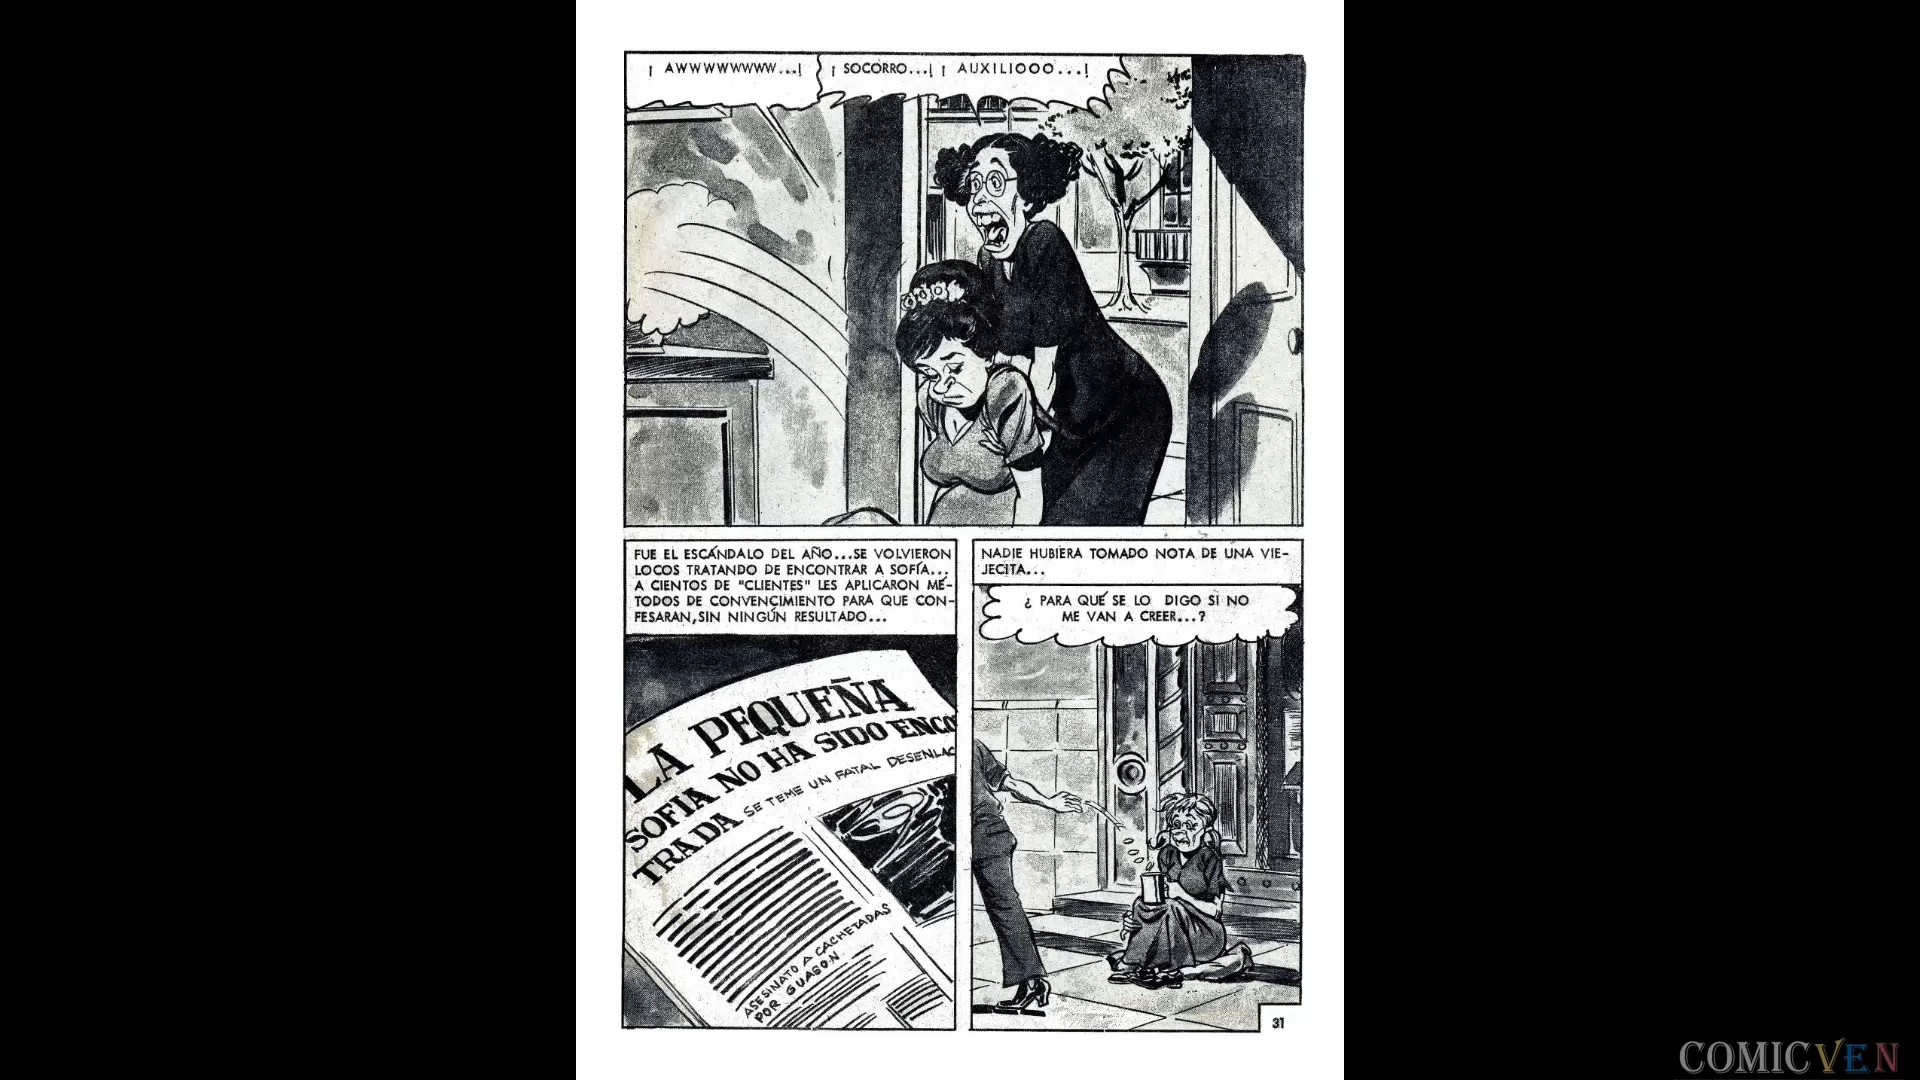 ¡ AWWWWWWWW...!
¡ SOCORRO...! ¡ AUXILIOOO...!
FUE EL ESCÁNDALO DEL AÑO...SE VOLVIERON
LOCOS TRATANDO DE ENCONTRAR A SOFÍA...
A CIENTOS DE "CLIENTES" LES APLICARON MÉ-
TODOS DE CONVENCIMIENTO PARA QUE CON-
FESARAN, SIN NINGÚN RESULTADO...
LA PEQUEÑA
SOFIA NO HA SIDO ENCO
TRADA SE TEME UN FATAL DESENLAC
ASESINATO A CACHETADAS
POR GUASON
NADIE HUBIERA TOMADO NOTA DE UNA VIE-
JECITA...
¿ PARA QUÉ SE LO DIGO SI NO
ME VAN A CREER...?
31
COMICVEN